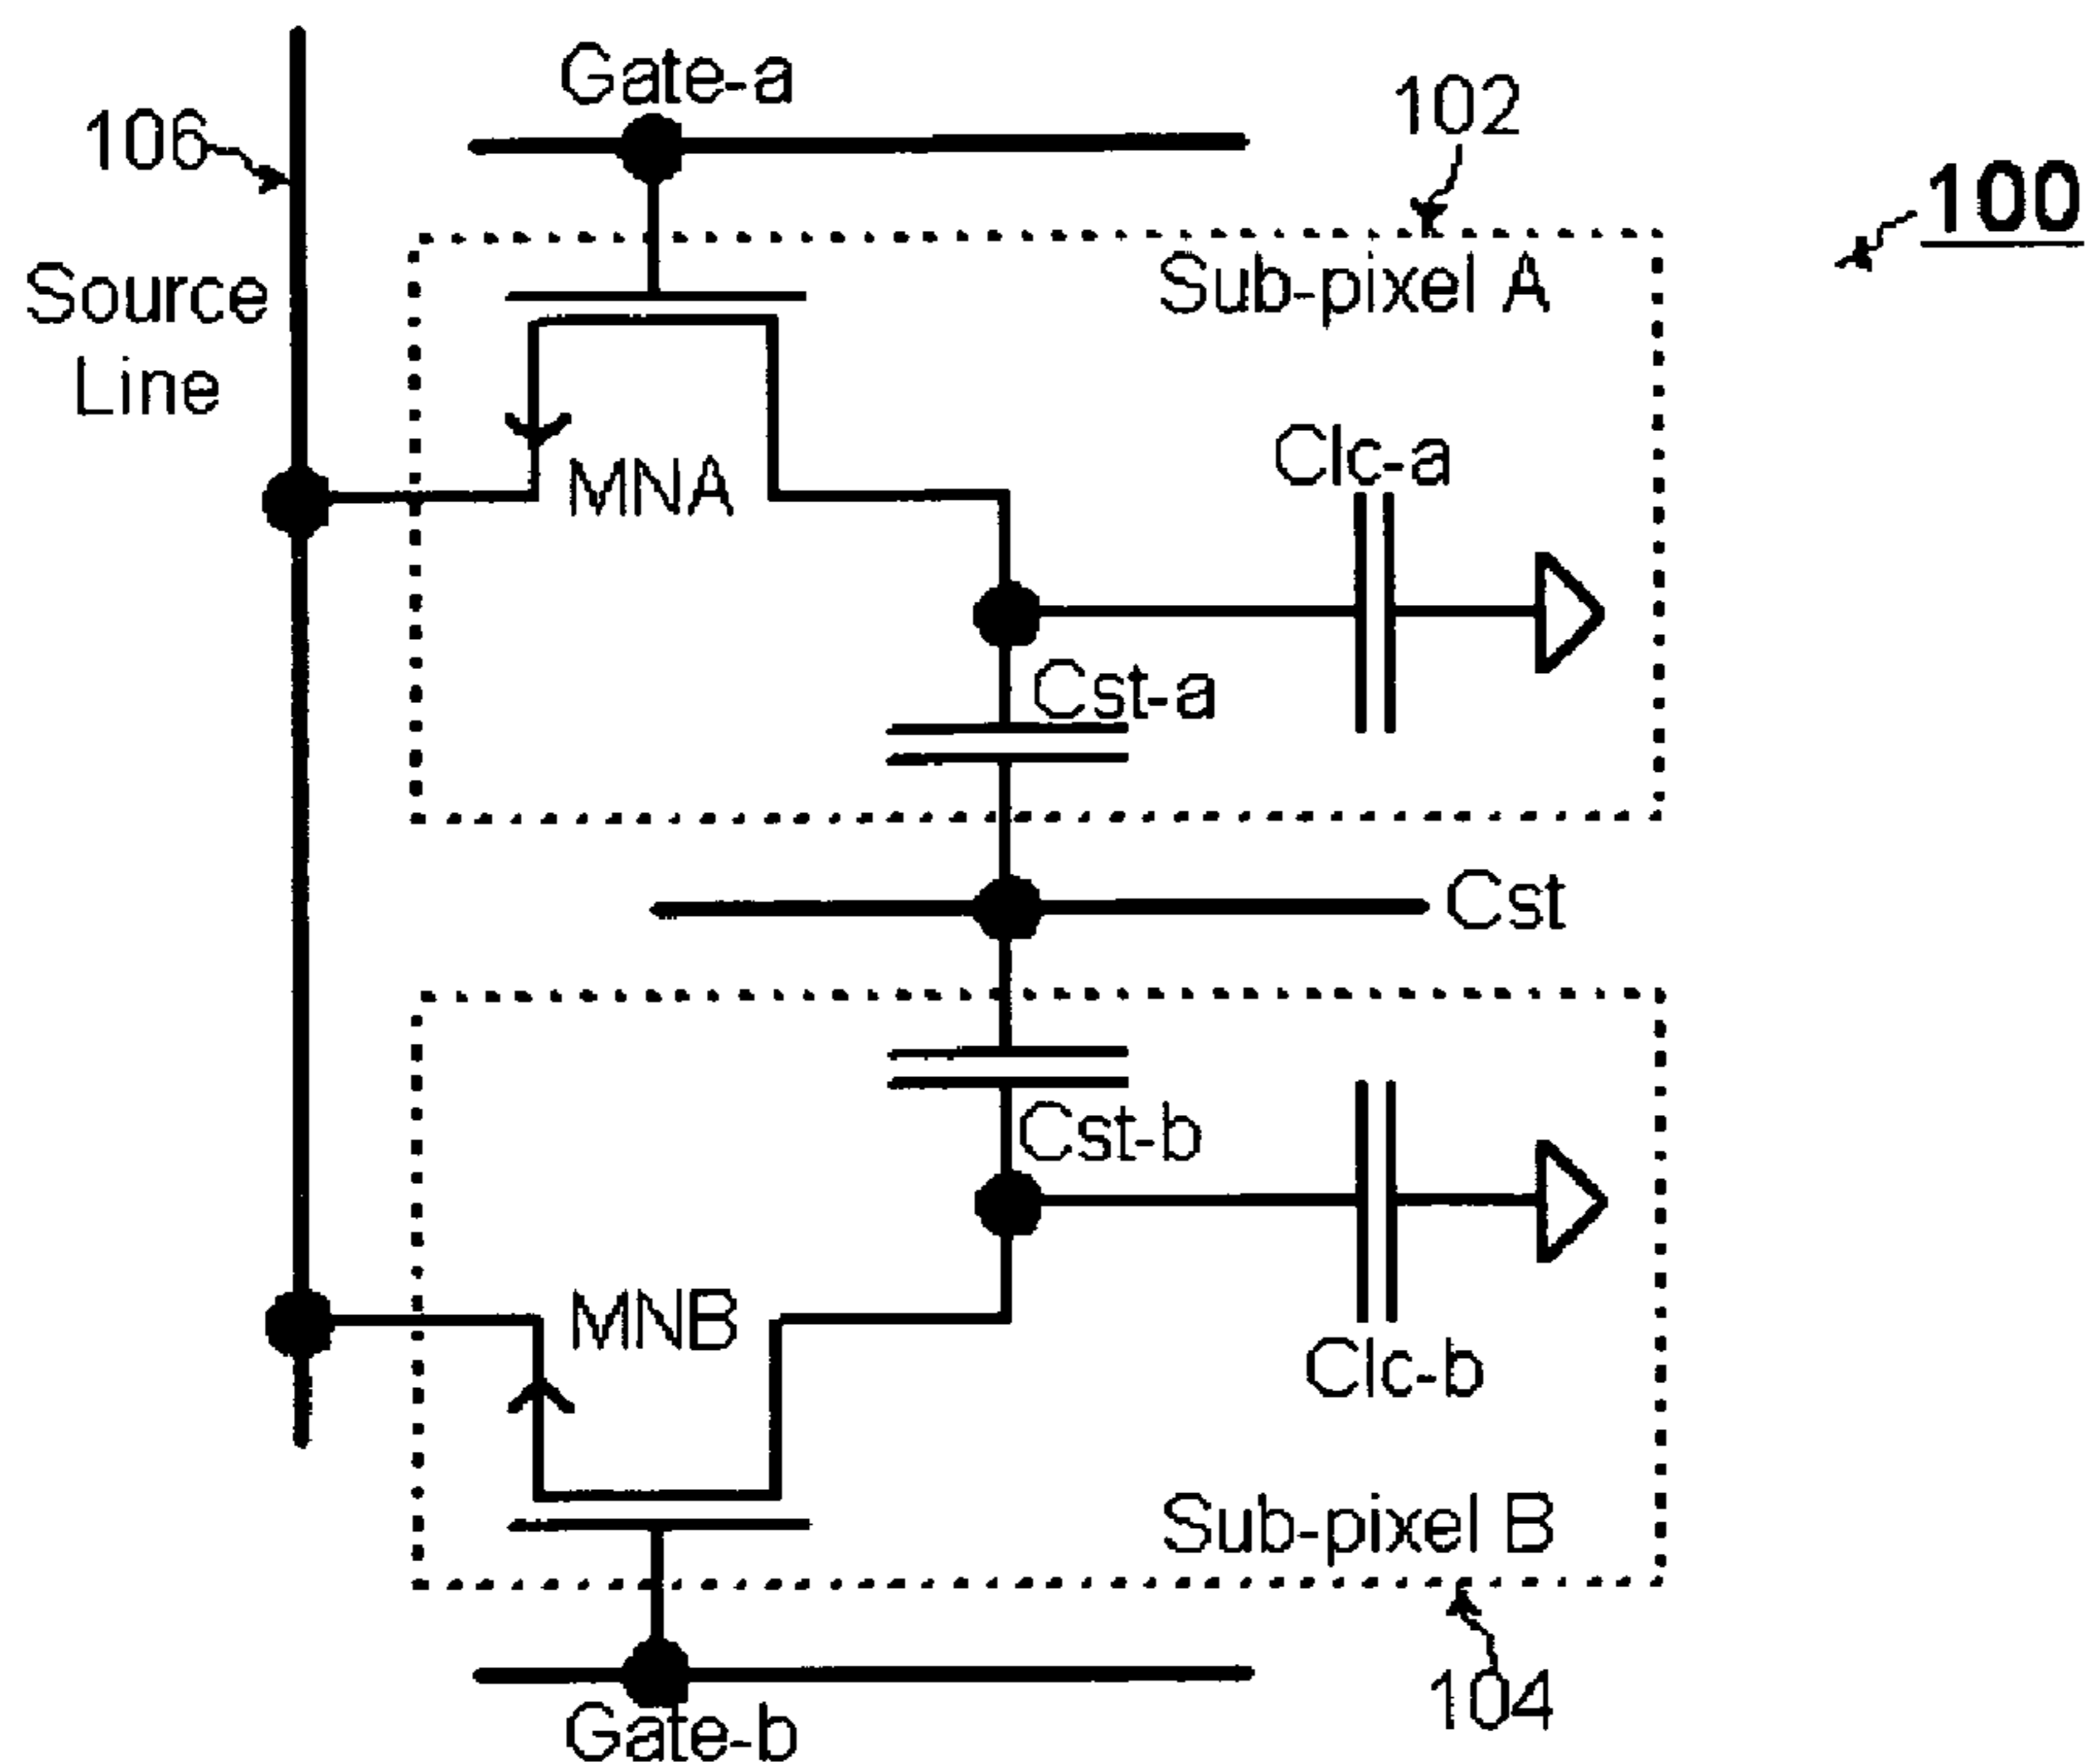 Gate-a
102
106
100
Source
Line
Sub-pixel A
MNA
Clc-a
Cst-a
Cst
Cst-b
MNB
Clc-b
Sub-pixel B
104
Gate-b